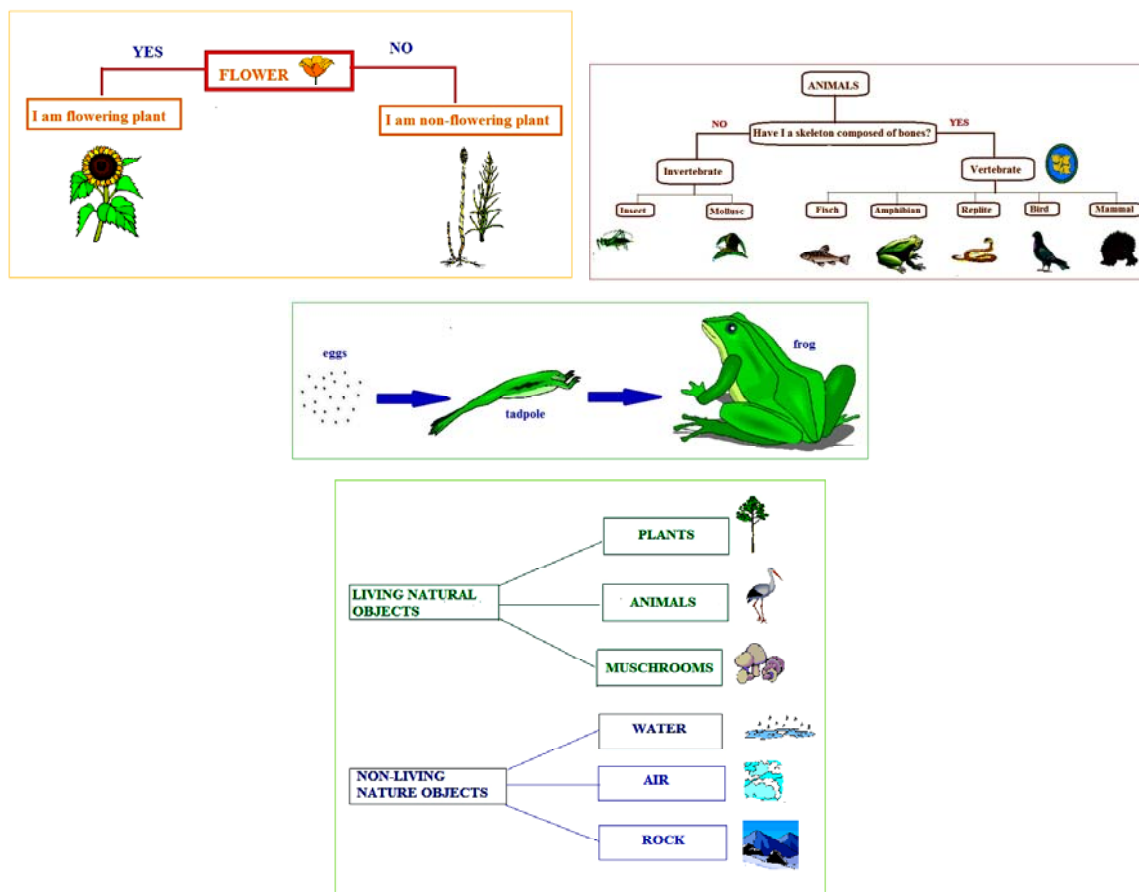 YES
NO
FLOWER
I am flowering plant
I am non-flowering plant
ANIMALS
NO
YES
Have I a skeleton composed of bones?
Invertebrate
Vertebrate
Insect
Mollusc
Fisch
Amphibian
Replite
Bird
Mammal
eggs
tadpole
frog
LIVING NATURAL
OBJECTS
PLANTS
ANIMALS
MUSCHROOMS
NON-LIVING
NATURE OBJECTS
WATER
AIR
ROCK